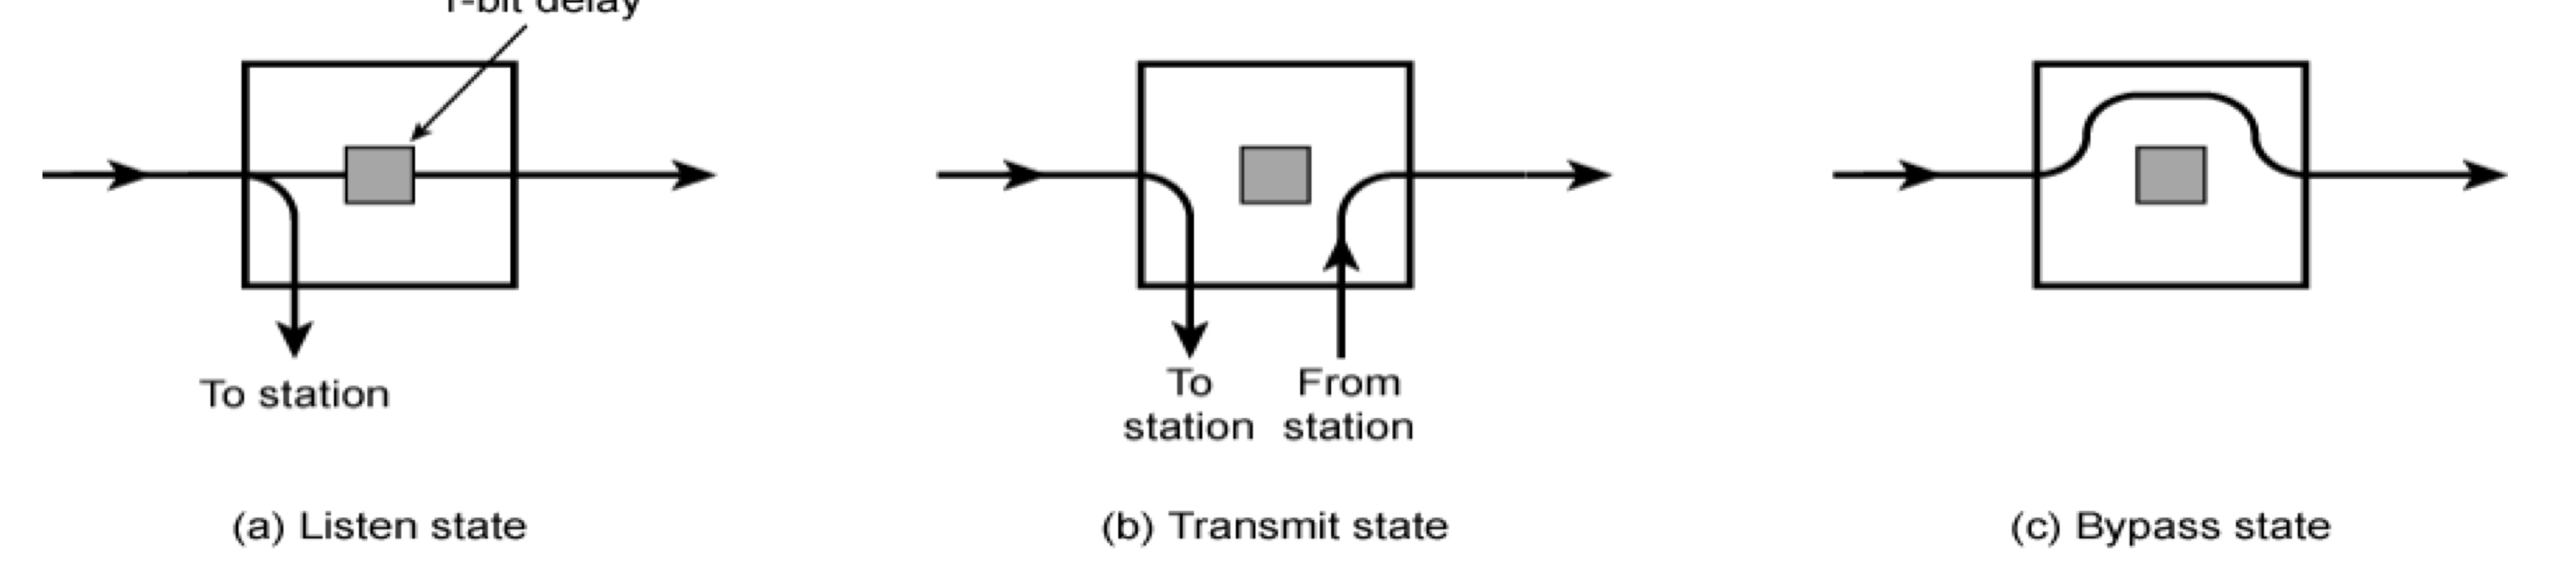 1-bit delay
To station
To
station
From
station
(a) Listen state
(b) Transmit state
(c) Bypass state